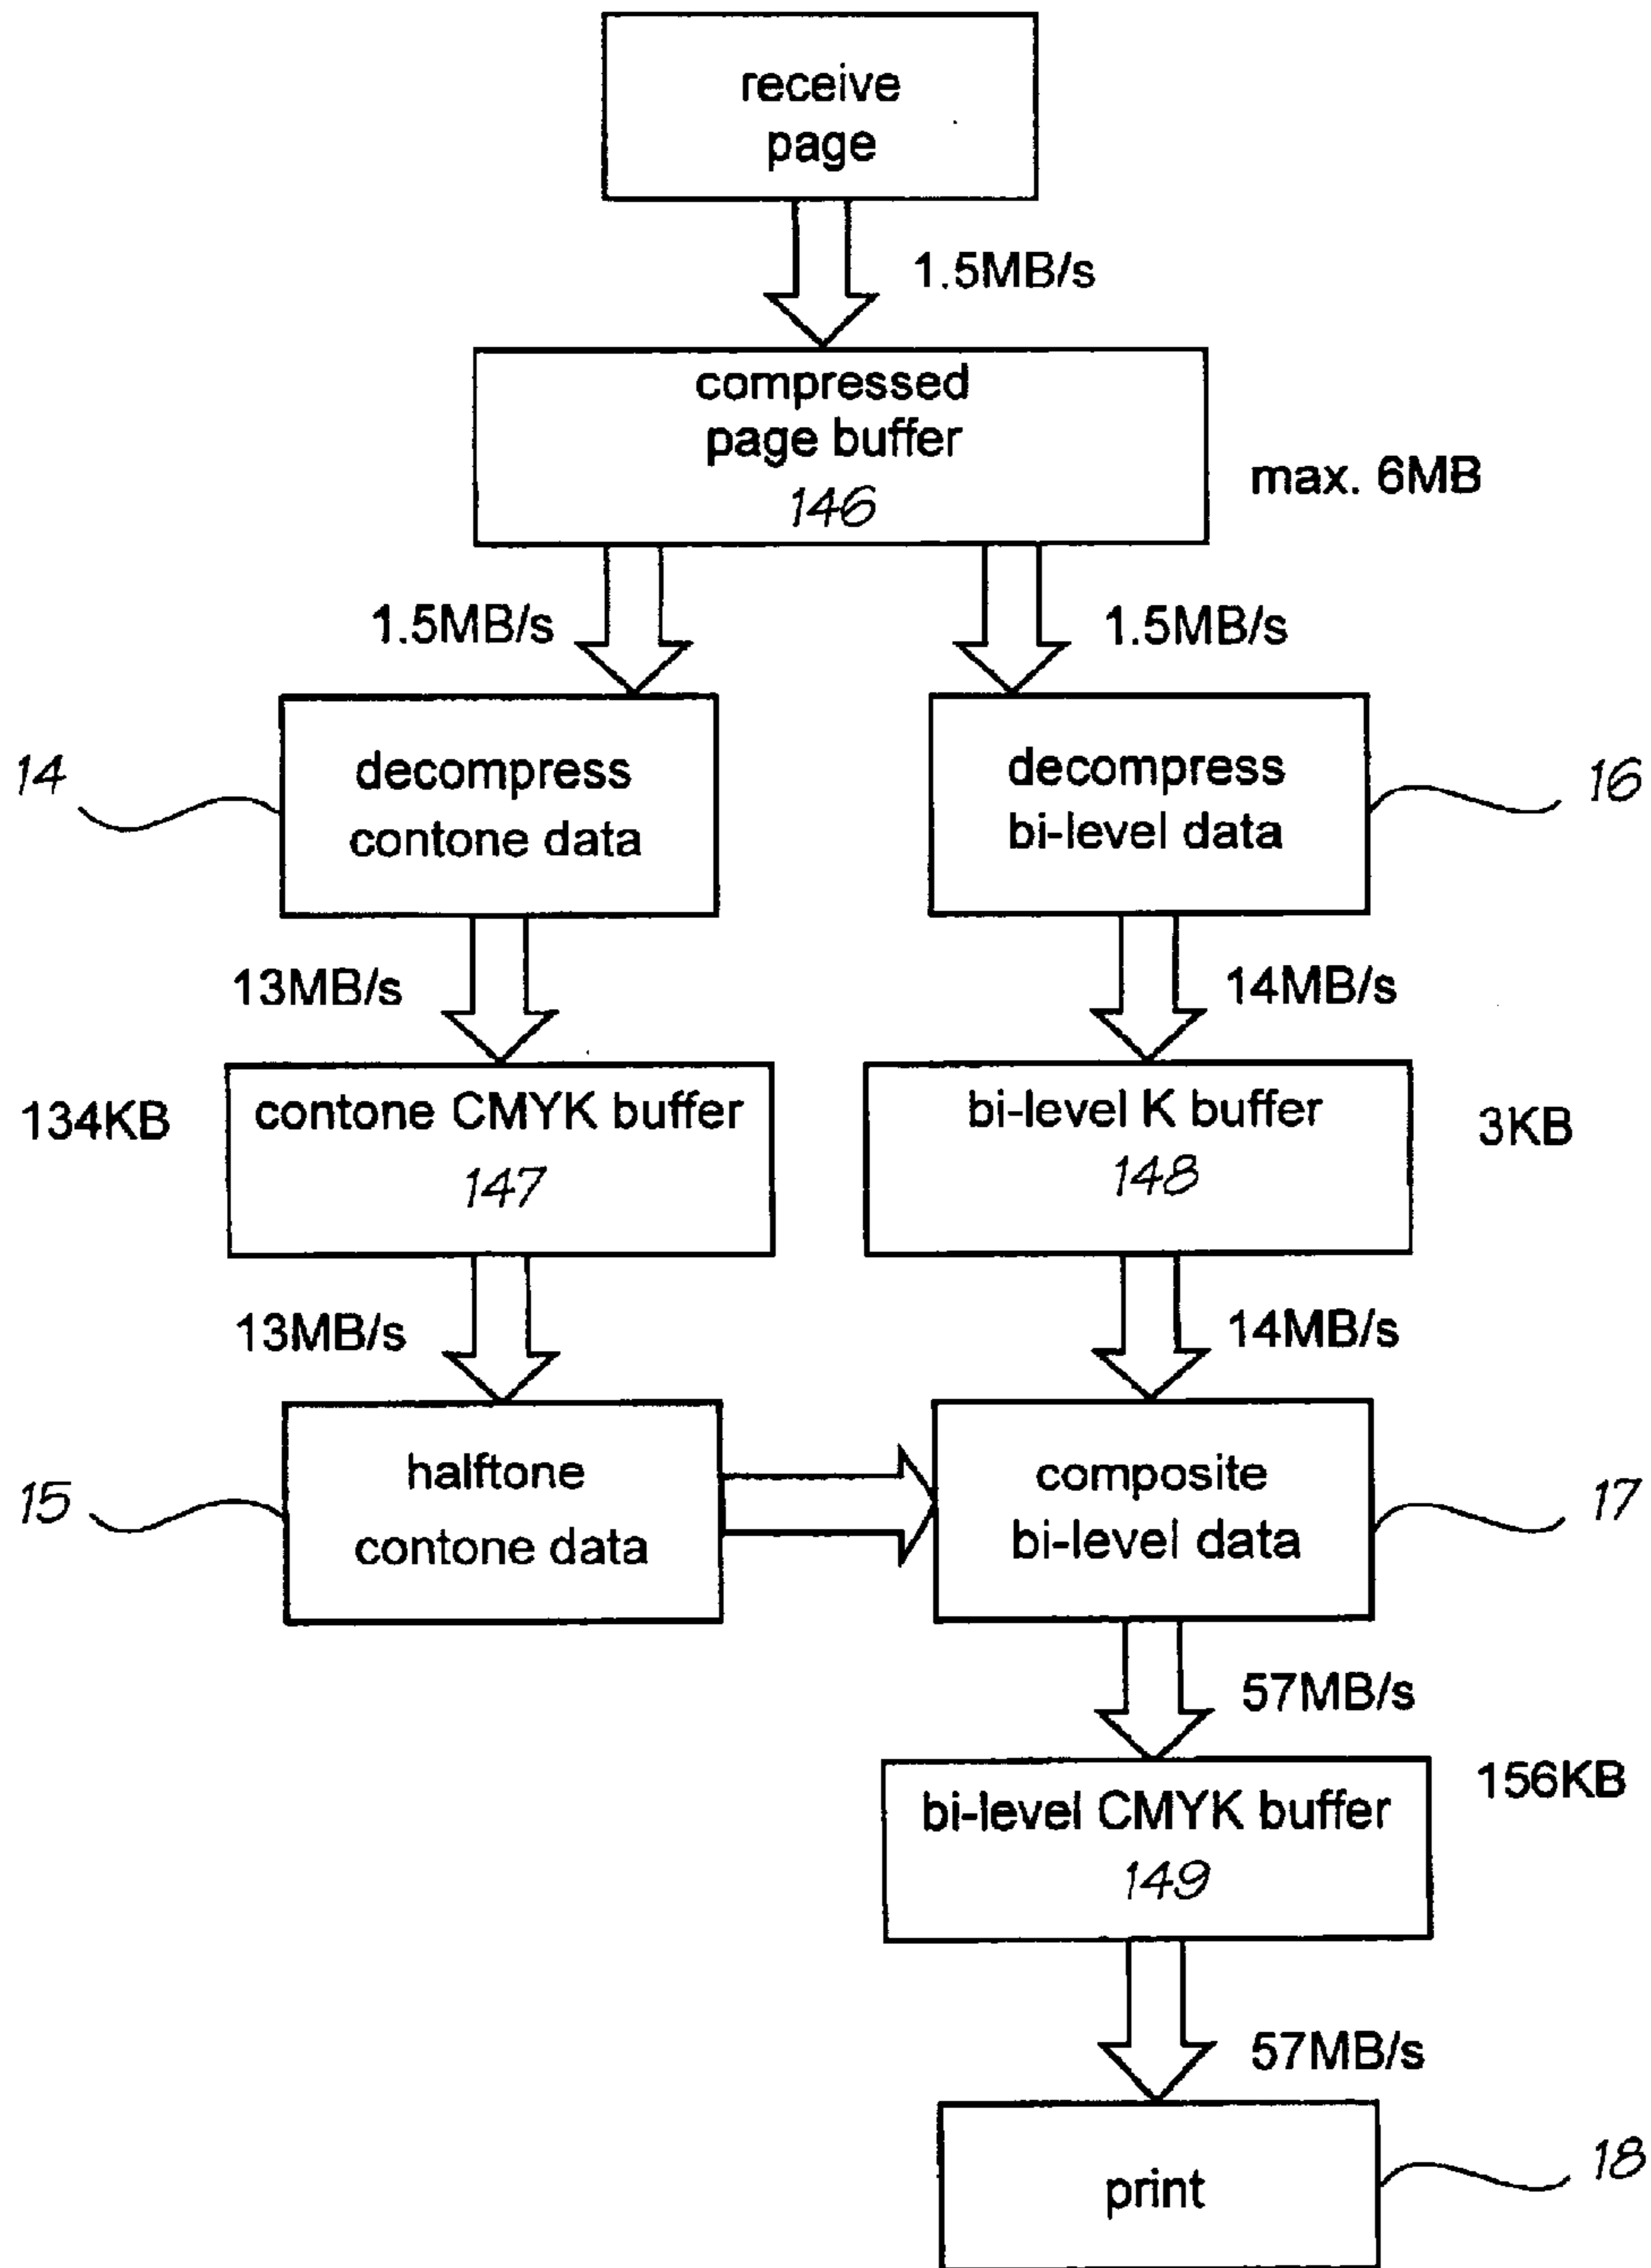 receive
page
1.5MB/s
compressed
page buffer
146
max. 6MB
1.5MB/s
1.5MB/s
14
decompress
contone data
decompress
bi-level data
16
13MB/s
14MB/s
134KB
contone CMYK buffer
147
bi-level K buffer
148
3KB
13MB/s
14MB/s
15
halftone
contone data
composite
bi-level data
17
57MB/s
bi-level CMYK buffer
149
156KB
57MB/s
print
18